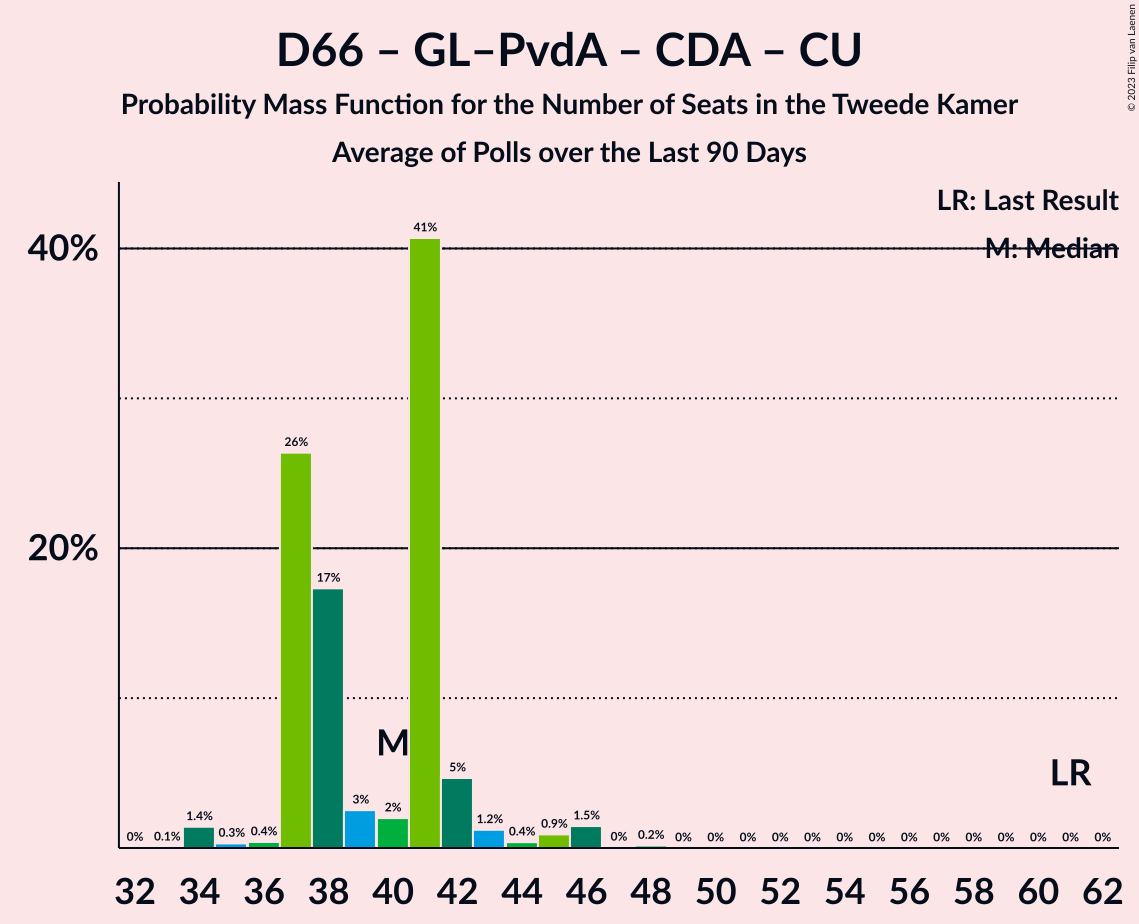 D66 – GL–PvdA – CDA – CU
Probability Mass Function for the Number of Seats in the Tweede Kamer
Average of Polls over the Last 90 Days
© 2023 Filip van Laenen
LR: Last Result
M: Median
40%
20%
0% 0.1% 1.4% 0.3% 0.4% 26% 17% 3% 2% 41% 5% 1.2% 0.4% 0.9% 1.5% 0% 0.2% 0% 0% 0% 0% 0% 0% 0% 0% 0% 0% 0% 0% 0% 0%
M
LR
32 34 36 38 40 42 44 46 48 50 52 54 56 58 60 62